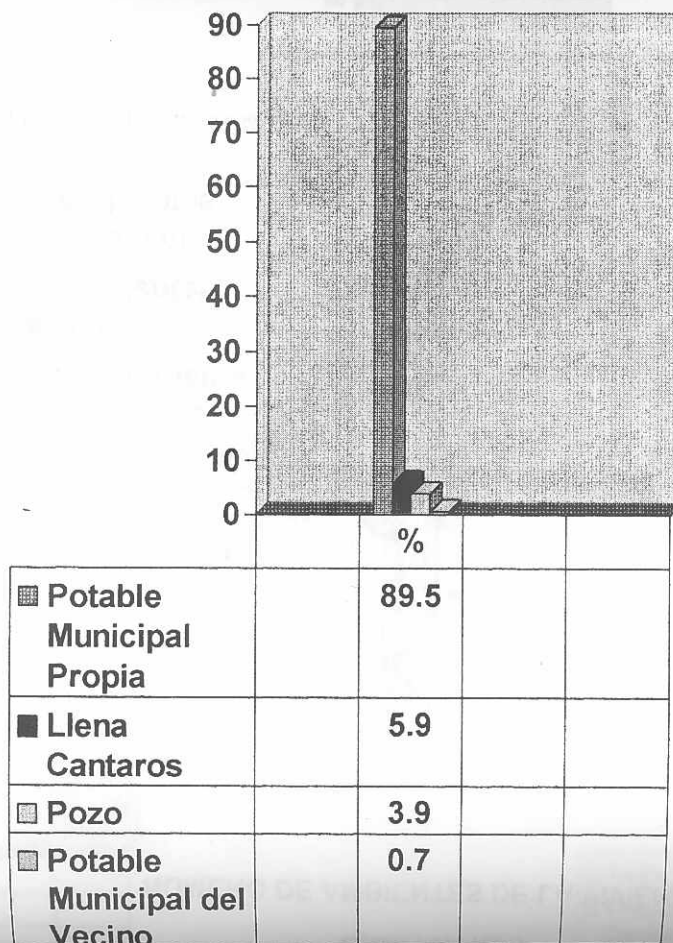 90
80
70
60
50
40
30
20
10
0
%
Potable 89.5
Municipal
Propia
Llena 5.9
Cantaros
Pozo 3.9
Potable 0.7
Municipal del
Vecino